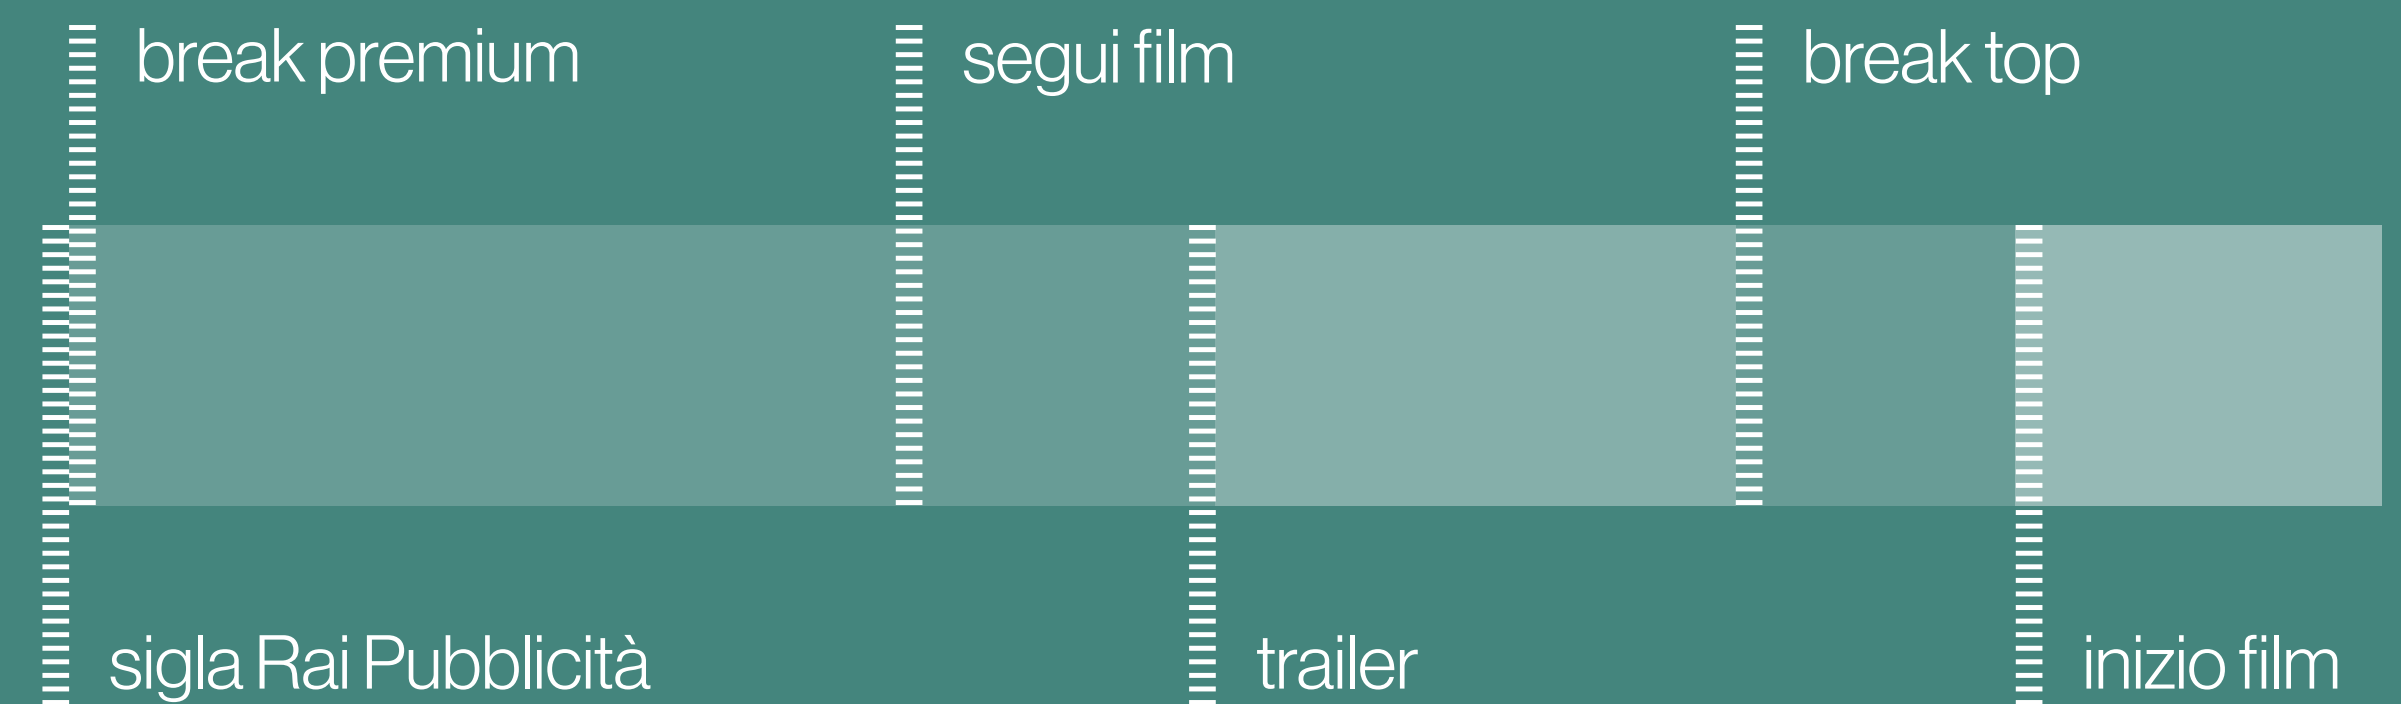 break premium
segui film
break top
sigla Rai Pubblicità
trailer
inizio film